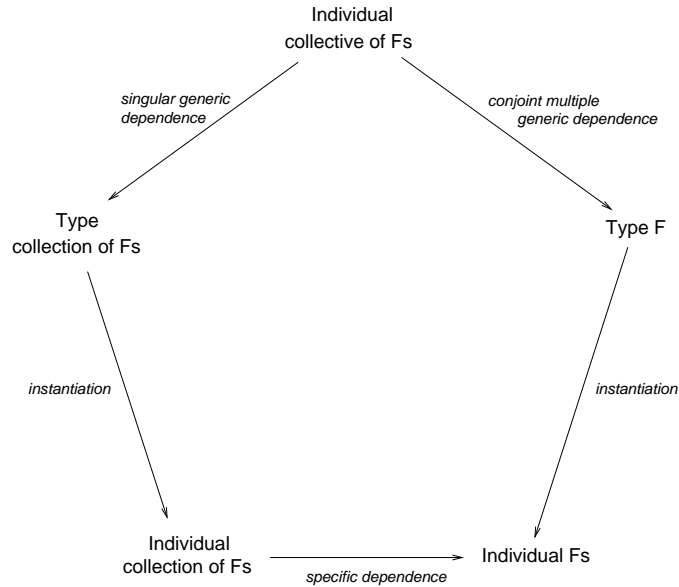 Individual
collective of Fs
singular generic
dependence
conjoint multiple
generic dependence
Type
collection of Fs
Type F
instantiation
instantiation
Individual
collection of Fs
Individual Fs
specific dependence